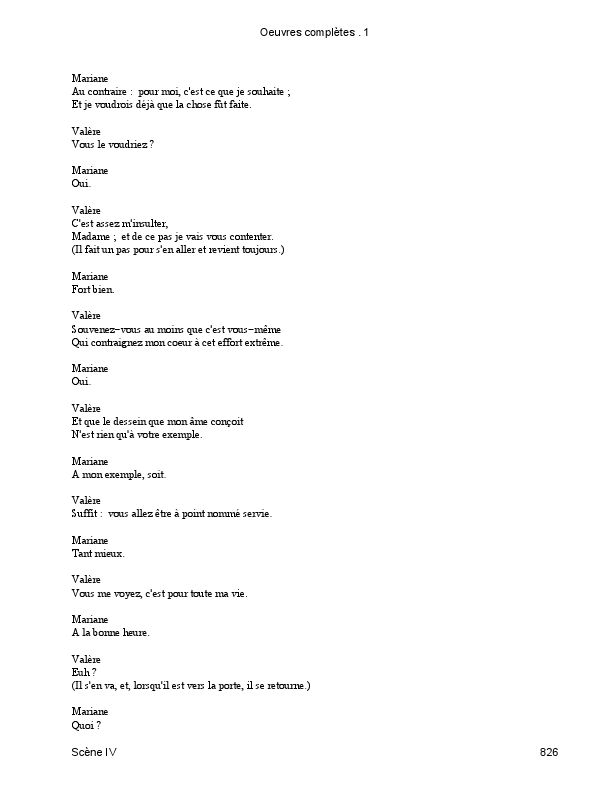 Oeuvres complètes . 1
Mariane
Au contraire :  pour moi, c'est ce que je souhaite ;
Et je voudrois déjà que la chose fût faite.
Valère
Vous le voudriez ?
Mariane
Oui.
Valère
C'est assez m'insulter,
Madame ;  et de ce pas je vais vous contenter.
(Il fait un pas pour s'en aller et revient toujours.)
Mariane
Fort bien.
Valère
Souvenez−vous au moins que c'est vous−même
Qui contraignez mon coeur à cet effort extrême.
Mariane
Oui.
Valère
Et que le dessein que mon âme conçoit
N'est rien qu'à votre exemple.
Mariane
A mon exemple, soit.
Valère
Suffit :  vous allez être à point nommé servie.
Mariane
Tant mieux.
Valère
Vous me voyez, c'est pour toute ma vie.
Mariane
A la bonne heure.
Valère
Euh ?
(Il s'en va, et, lorsqu'il est vers la porte, il se retourne.)
Mariane
Quoi ?
Scène IV 826